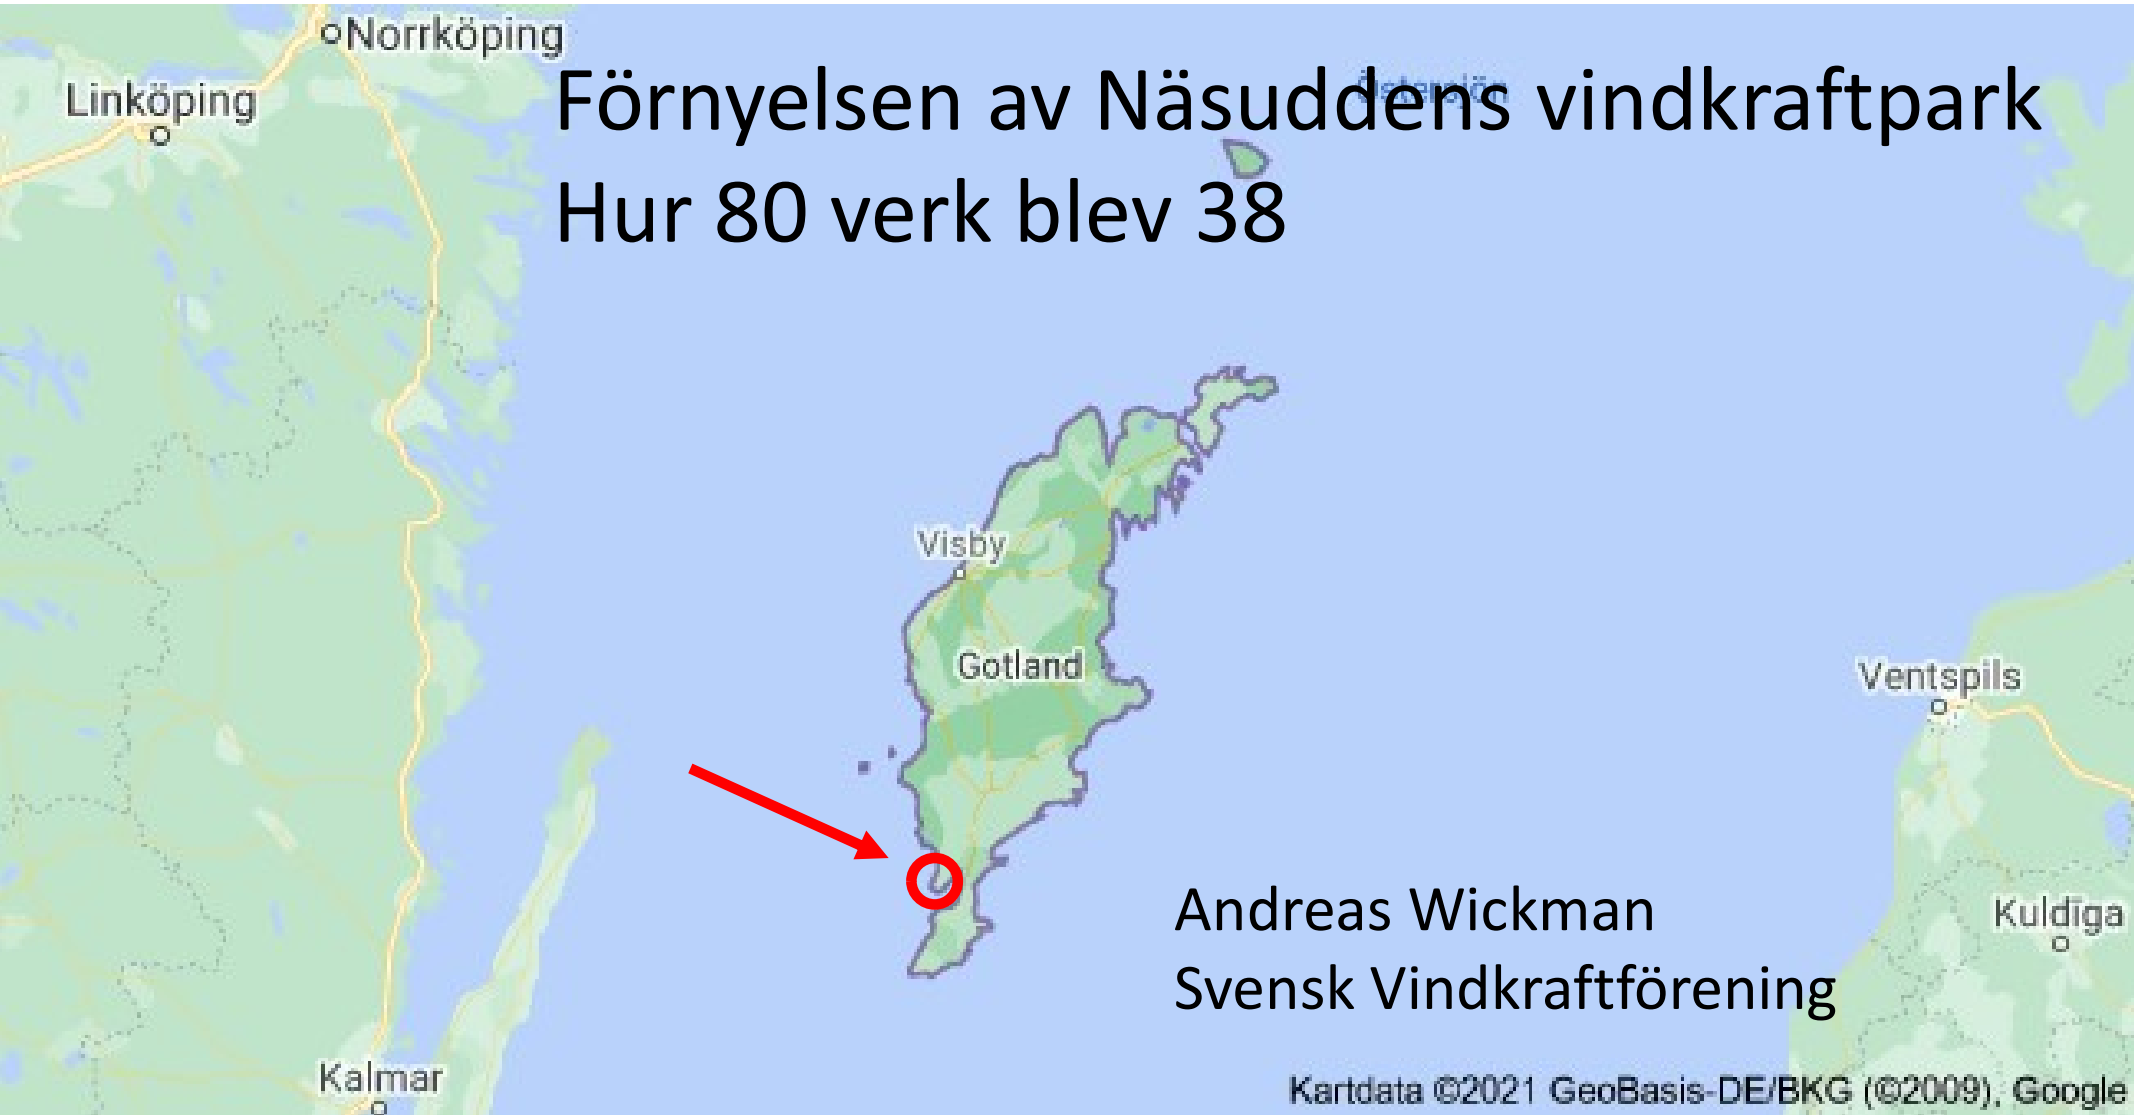 Norrköping
Linköping
Förnyelsen av Näsuddens vindkraftpark
Östersjön
Hur 80 verk blev 38
Visby
Gotland
Ventspils
Andreas Wickman
Kuldīga
Svensk Vindkraftförening
Kalmar
Kartdata ©2021 GeoBasis-DE/BKG (©2009), Google